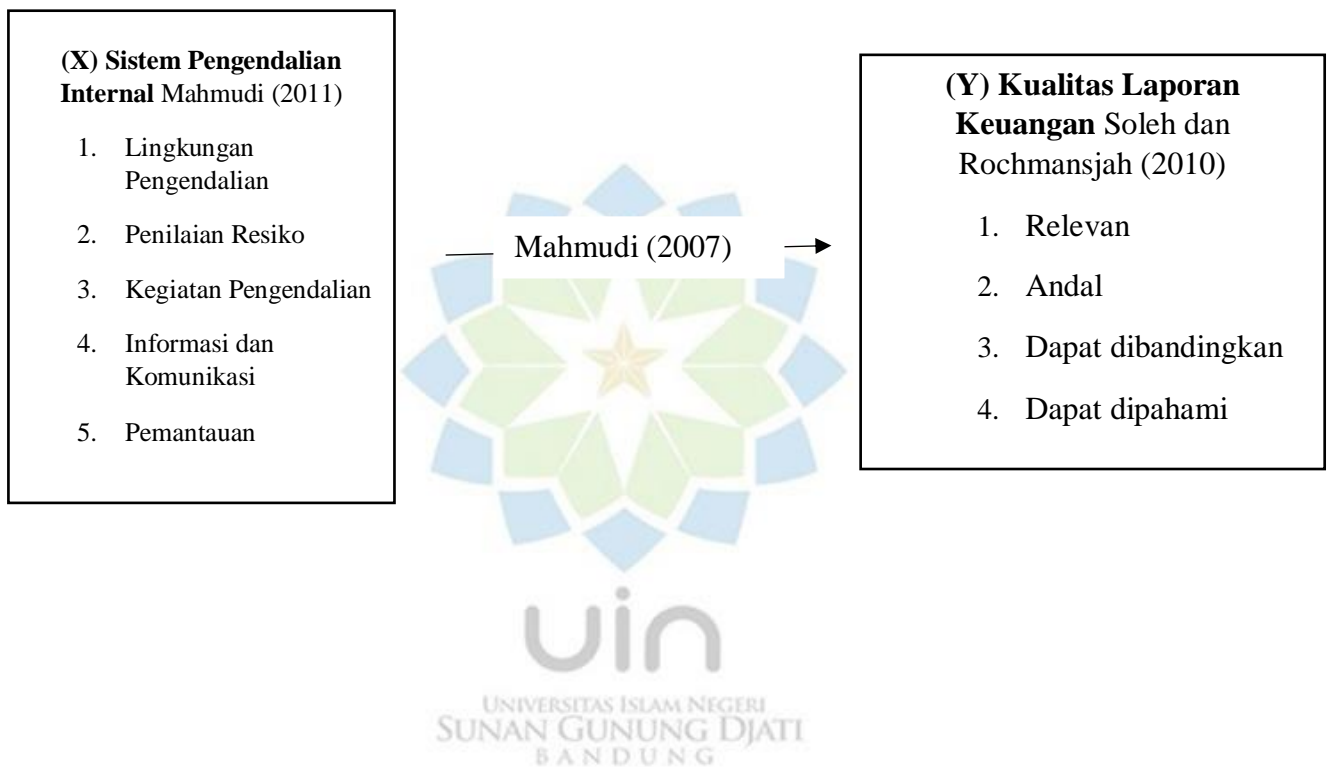 (X) Sistem Pengendalian
Internal Mahmudi (2011)
1. Lingkungan
Pengendalian
2. Penilaian Resiko
3. Kegiatan Pengendalian
4. Informasi dan
Komunikasi
5. Pemantauan
Mahmudi (2007)
(Y) Kualitas Laporan
Keuangan Soleh dan
Rochmansjah (2010)
1. Relevan
2. Andal
3. Dapat dibandingkan
4. Dapat dipahami
uin
UNIVERSITAS ISLAM NEGERI
SUNAN GUNUNG DJATI
BANDUNG